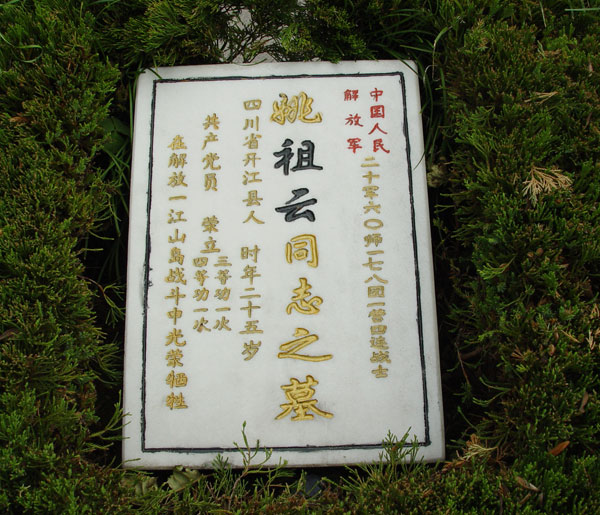 中国人民
解放军
二十军六〇师一七八团一营四连战士
姚祖云同志之墓
四川省开江县人 时年二十五岁
共产党员 荣立
三等功一次
四等功一次
在解放一江山岛战斗中光荣牺牲